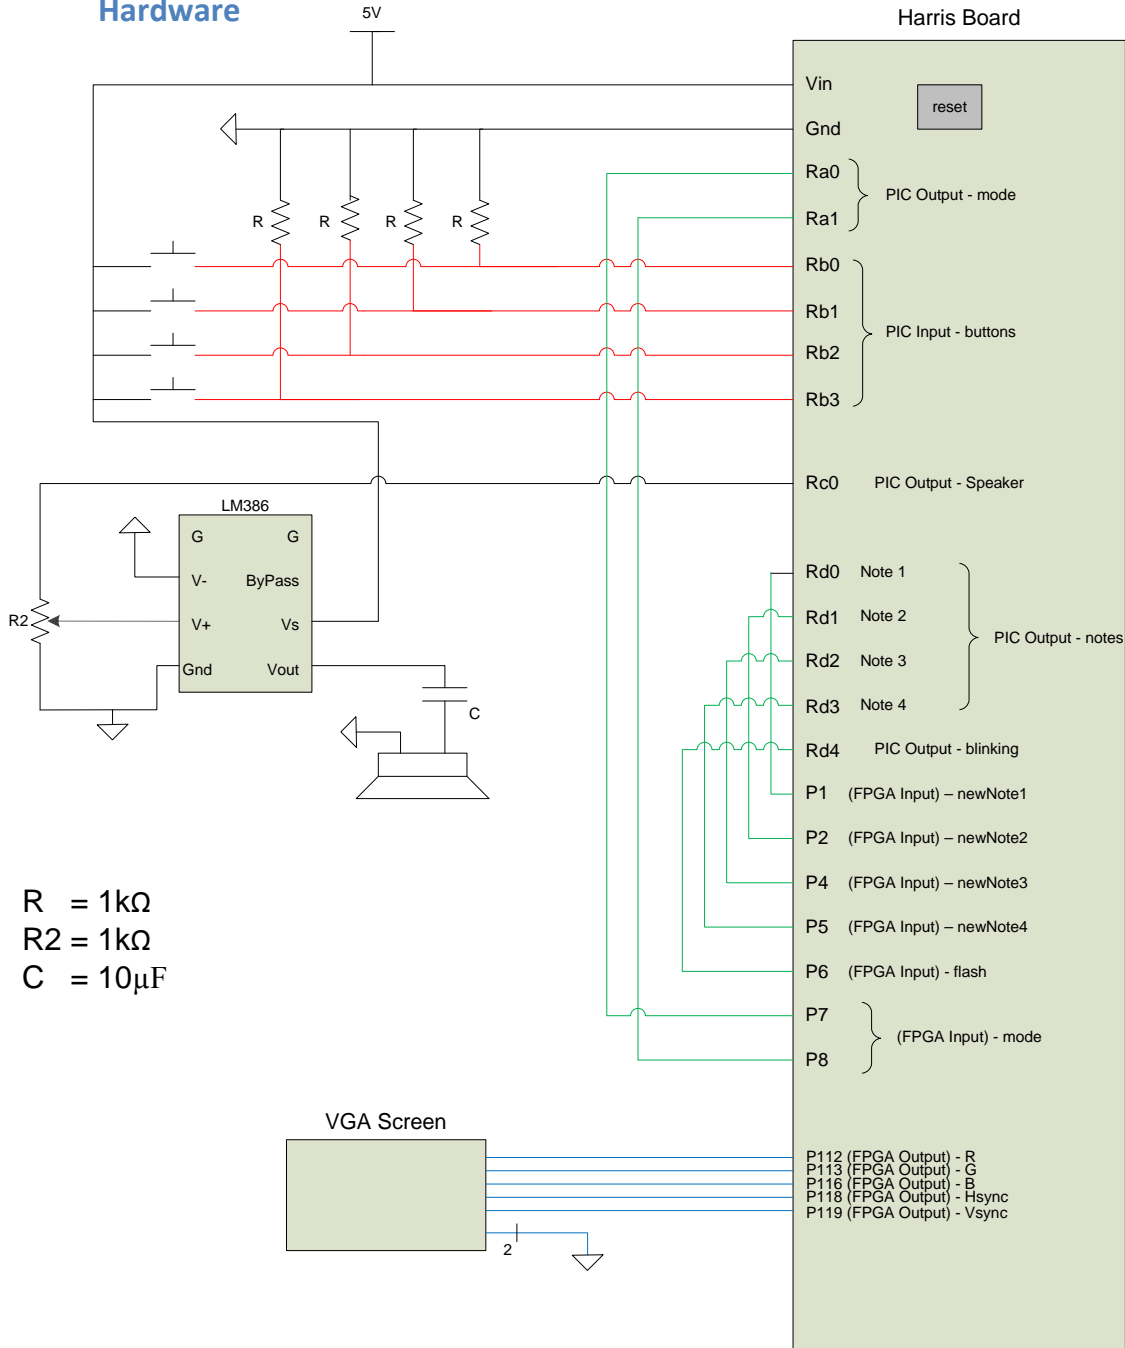 Hardware
5V
Harris Board
Vin
reset
Gnd
Ra0
PIC Output - mode
Ra1
R
R
R
R
Rb0
Rb1
PIC Input - buttons
Rb2
Rb3
Rc0 PIC Output - Speaker
LM386
G G
V- ByPass
R2
V+ Vs
Gnd Vout
C
Rd0 Note 1
Rd1 Note 2
PIC Output - notes
Rd2 Note 3
Rd3 Note 4
Rd4 PIC Output - blinking
P1 (FPGA Input) – newNote1
P2 (FPGA Input) – newNote2
P4 (FPGA Input) – newNote3
P5 (FPGA Input) – newNote4
P6 (FPGA Input) - flash
P7
(FPGA Input) - mode
P8
R = 1kΩ
R2 = 1kΩ
C = 10μF
VGA Screen
P112 (FPGA Output) - R
P113 (FPGA Output) - G
P116 (FPGA Output) - B
P118 (FPGA Output) - Hsync
P119 (FPGA Output) - Vsync
2